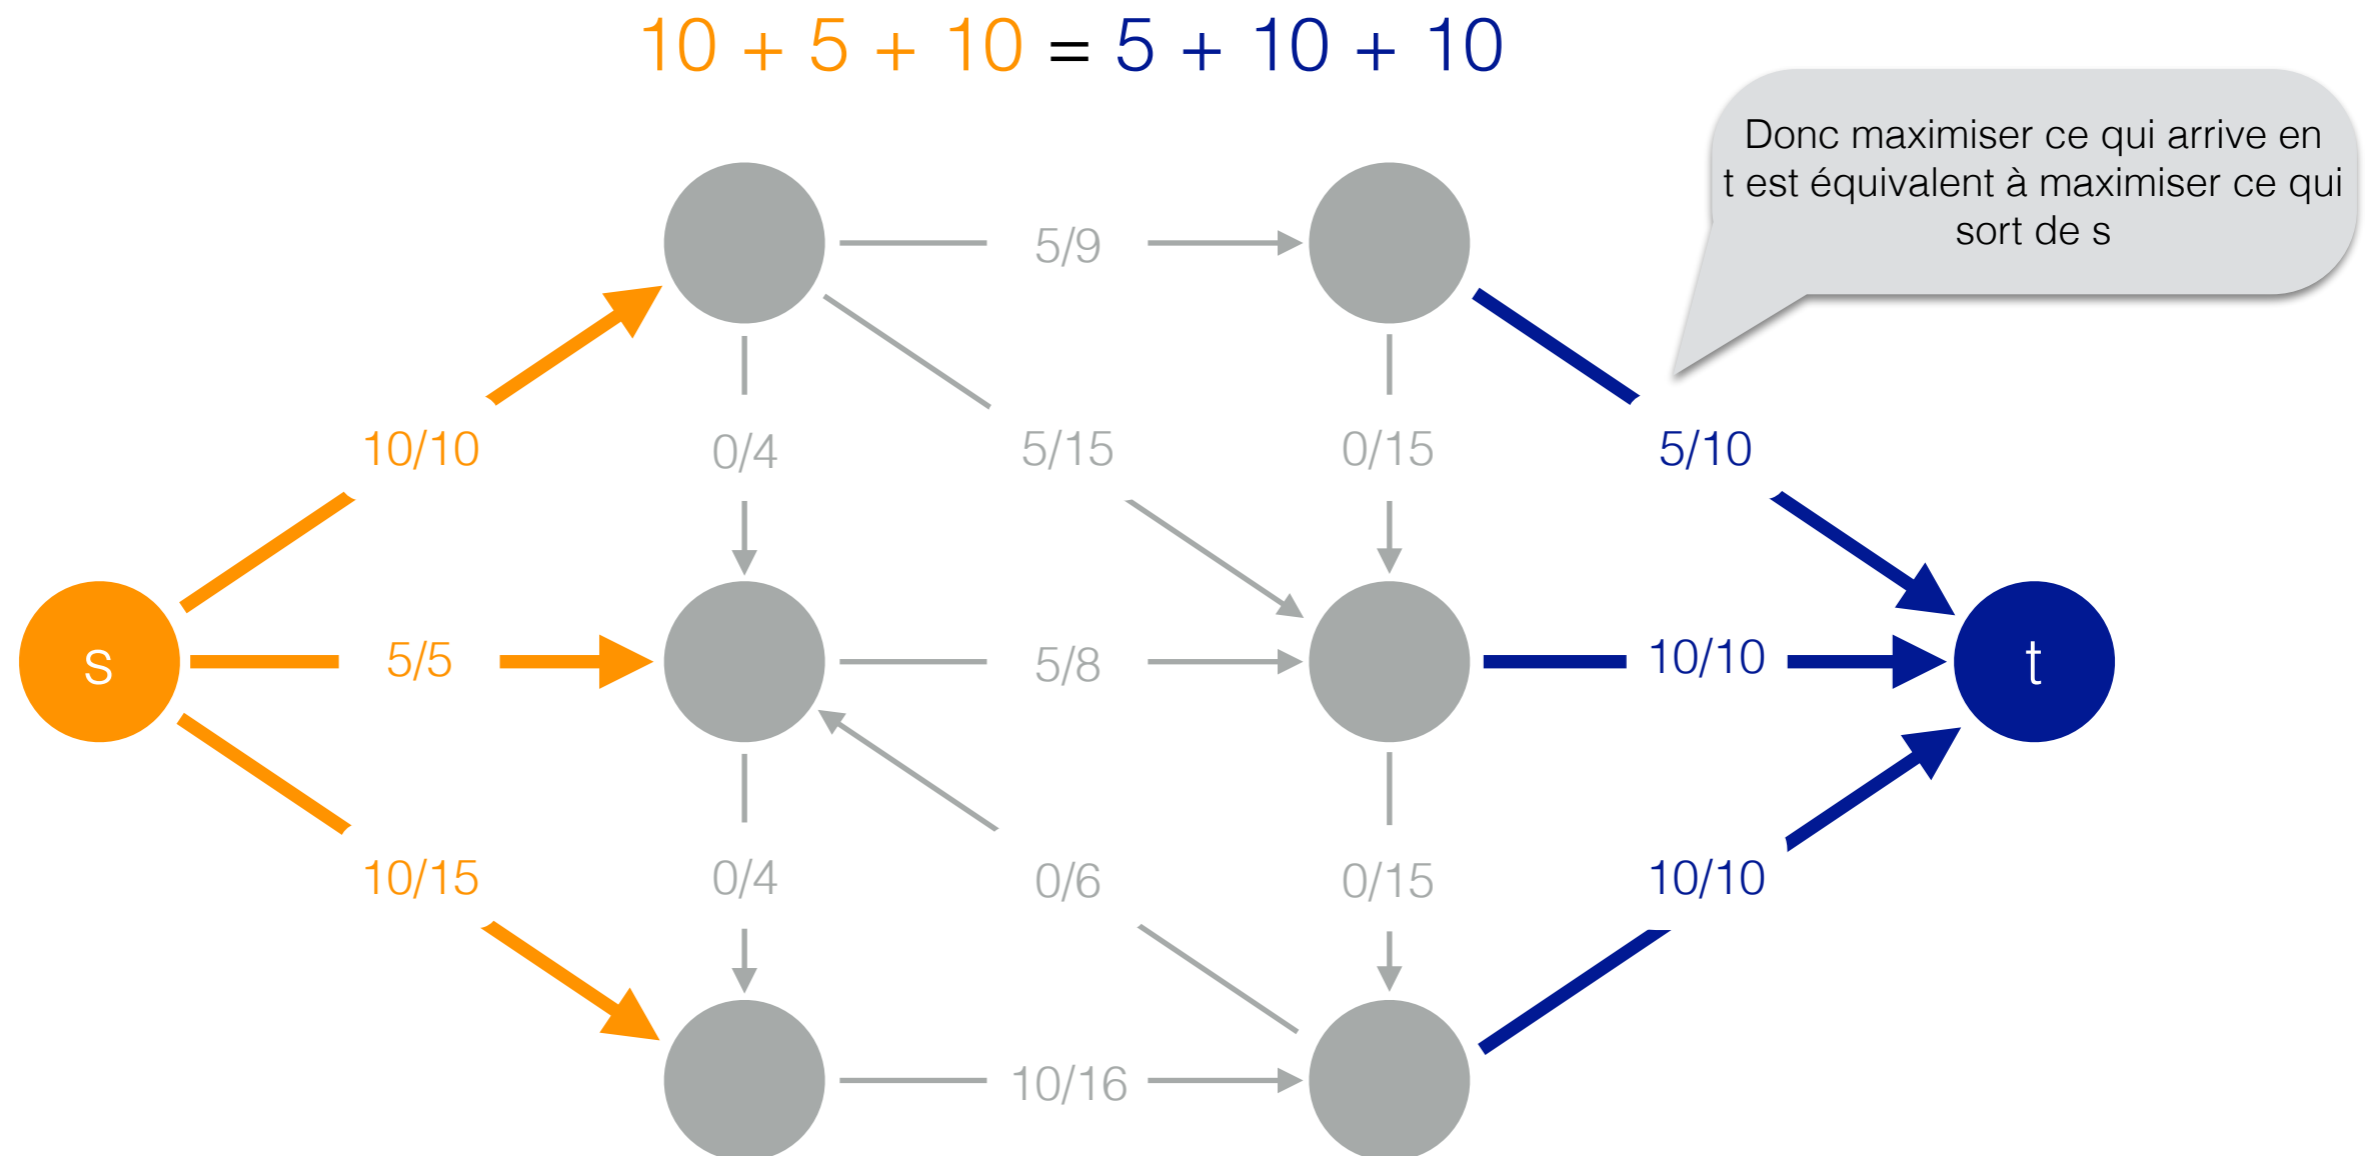 10 + 5 + 10 = 5 + 10 + 10
Donc maximiser ce qui arrive en
t est équivalent à maximiser ce qui
sort de s
5/9
10/10
0/4
5/15
0/15
5/10
s
5/5
5/8
10/10
t
10/15
0/4
0/6
0/15
10/10
10/16